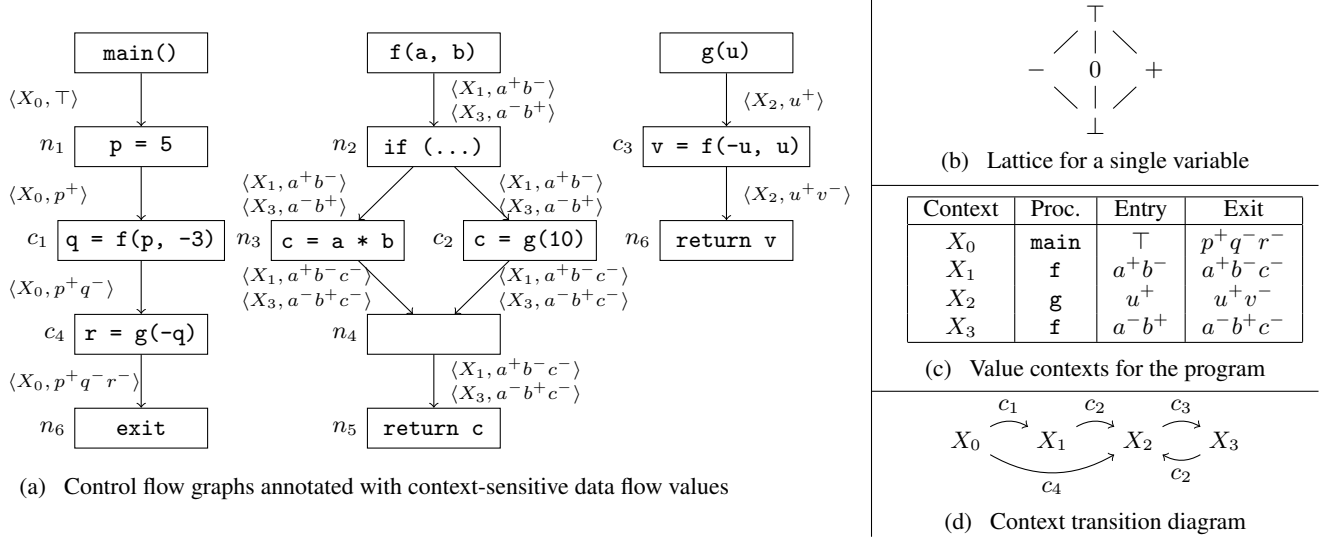 main()
⟨X₀, ⊤⟩
n₁ p = 5
⟨X₀, p⁺⟩
c₁ q = f(p, -3)
⟨X₀, p⁺q⁻⟩
c₄ r = g(-q)
⟨X₀, p⁺q⁻r⁻⟩
n₆ exit
f(a, b)
⟨X₁, a⁺b⁻⟩
⟨X₃, a⁻b⁺⟩
n₂ if (...)
⟨X₁, a⁺b⁻⟩
⟨X₃, a⁻b⁺⟩
⟨X₁, a⁺b⁻⟩
⟨X₃, a⁻b⁺⟩
n₃ c = a * b
c₂ c = g(10)
⟨X₁, a⁺b⁻c⁻⟩
⟨X₃, a⁻b⁺c⁻⟩
⟨X₁, a⁺b⁻c⁻⟩
⟨X₃, a⁻b⁺c⁻⟩
n₄
⟨X₁, a⁺b⁻c⁻⟩
⟨X₃, a⁻b⁺c⁻⟩
n₅ return c
g(u)
⟨X₂, u⁺⟩
c₃ v = f(-u, u)
⟨X₂, u⁺v⁻⟩
n₆ return v
(a) Control flow graphs annotated with context-sensitive data flow values
⊤
− 0 +
⊥
(b) Lattice for a single variable
Context Proc. Entry Exit
X₀ main ⊤ p⁺q⁻r⁻
X₁ f a⁺b⁻ a⁺b⁻c⁻
X₂ g u⁺ u⁺v⁻
X₃ f a⁻b⁺ a⁻b⁺c⁻
(c) Value contexts for the program
c₁ c₂ c₃
X₀ X₁ X₂ X₃
c₄ c₂
(d) Context transition diagram